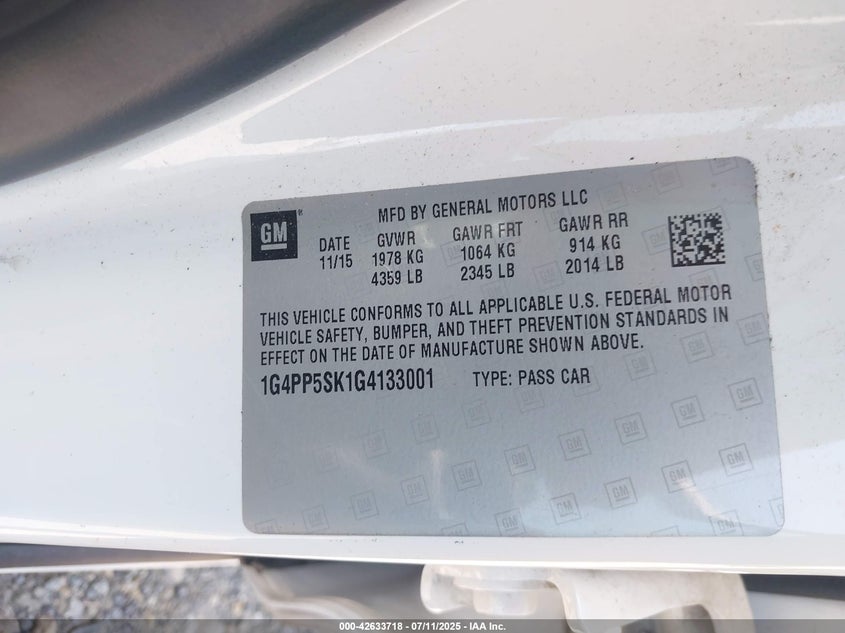 MFD BY GENERAL MOTORS LLC
GM ®
DATE GVWR GAWR FRT GAWR RR
11/15 1978 KG 1064 KG 914 KG
4359 LB 2345 LB 2014 LB
THIS VEHICLE CONFORMS TO ALL APPLICABLE U.S. FEDERAL MOTOR
VEHICLE SAFETY, BUMPER, AND THEFT PREVENTION STANDARDS IN
EFFECT ON THE DATE OF MANUFACTURE SHOWN ABOVE.
1G4PP5SK1G4133001 TYPE: PASS CAR
000-42633718 - 07/11/2025 - IAA Inc.